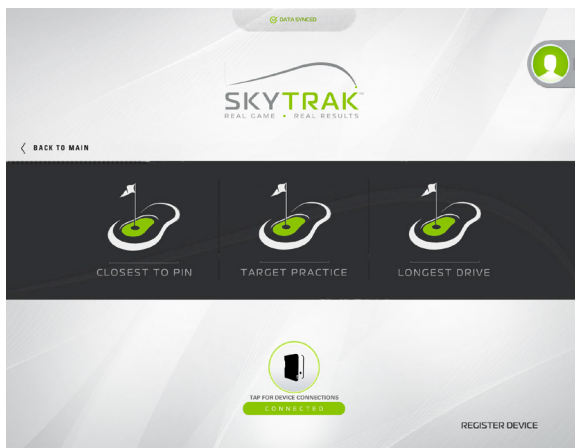 DATA SYNCED
SKYTRAK™
REAL GAME • REAL RESULTS
BACK TO MAIN
CLOSEST TO PIN
TARGET PRACTICE
LONGEST DRIVE
TAP FOR DEVICE CONNECTIONS
CONNECTED
REGISTER DEVICE